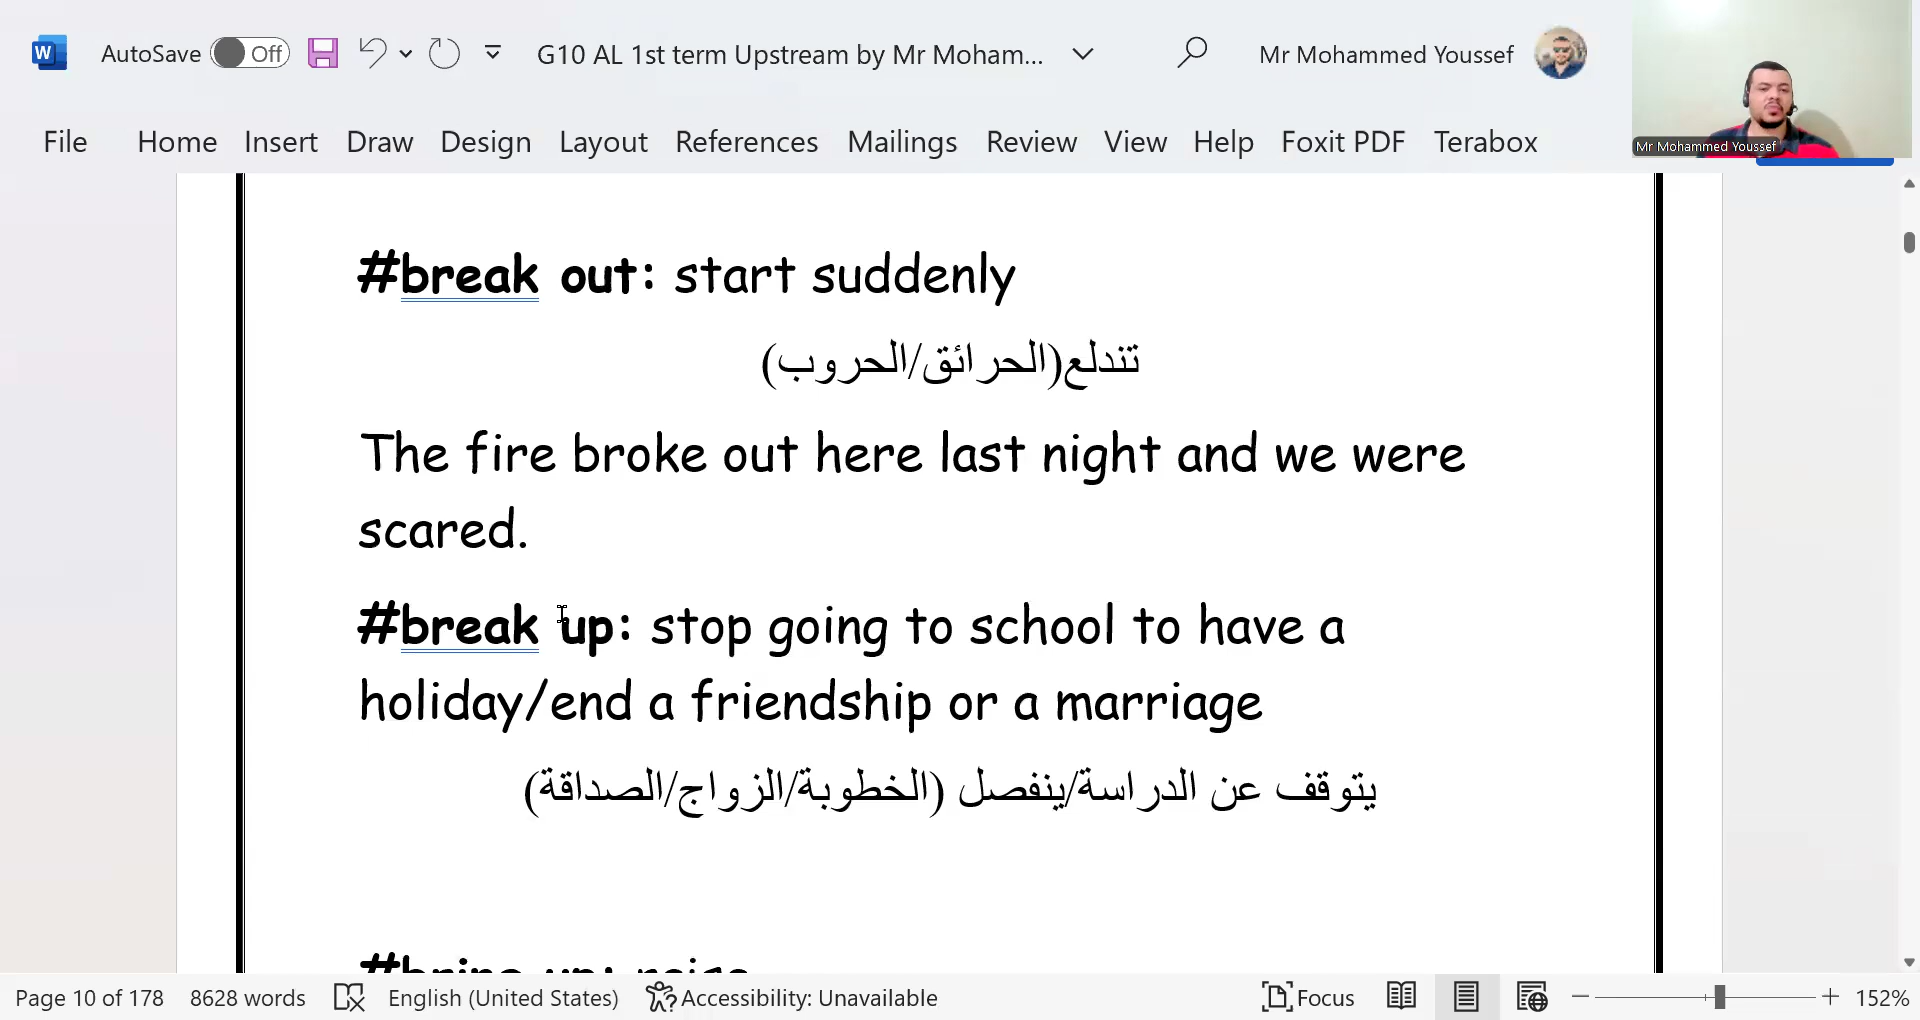 AutoSave Off G10 AL 1st term Upstream by Mr Moham... Mr Mohammed Youssef
File Home Insert Draw Design Layout References Mailings Review View Help Foxit PDF Terabox
Mr Mohammed Youssef
#break out: start suddenly
تندلع(الحرائق/الحروب)
The fire broke out here last night and we were
scared.
#break up: stop going to school to have a
holiday/end a friendship or a marriage
يتوقف عن الدراسة/ينفصل (الخطوبة/الزواج/الصداقة)
#bring up: raise
Page 10 of 178 8628 words English (United States) Accessibility: Unavailable Focus 152%